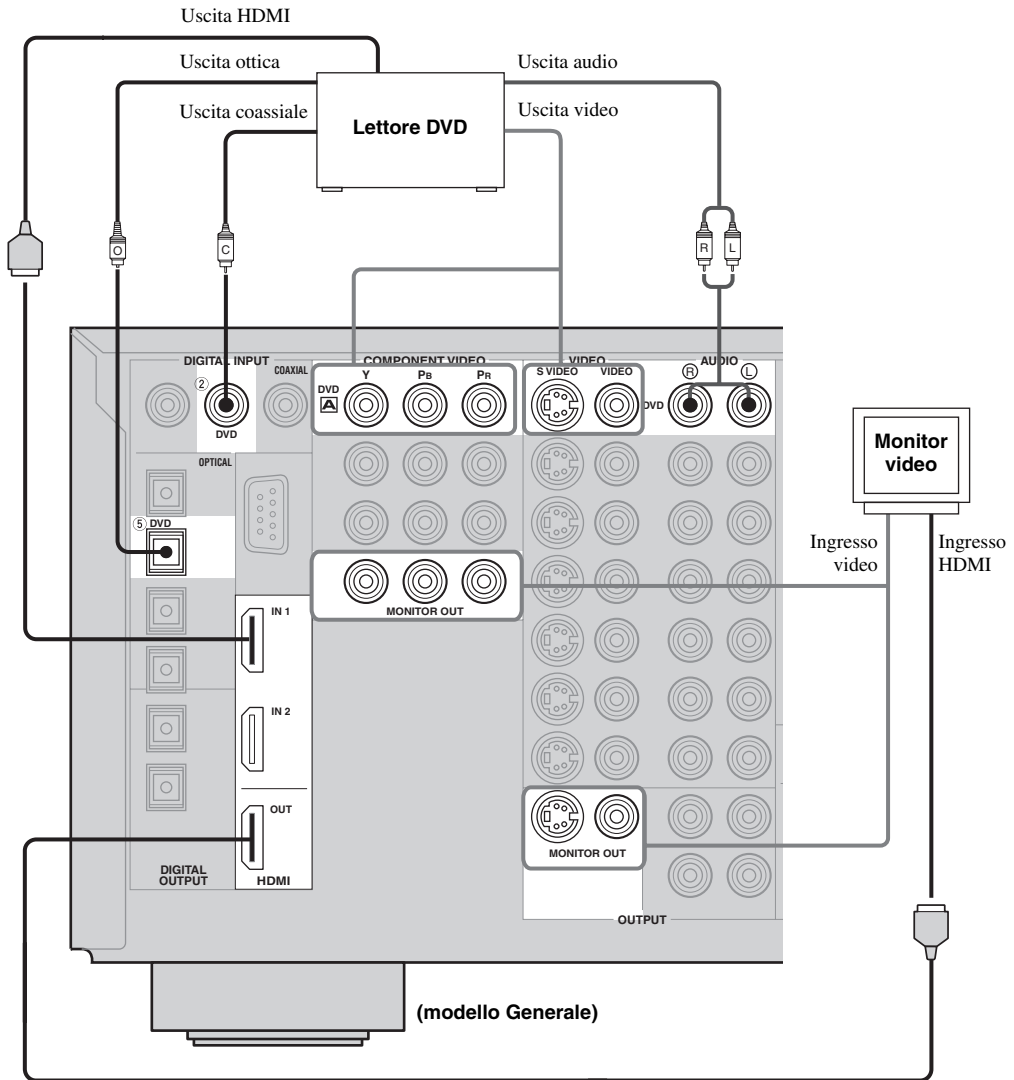 Uscita HDMI
Uscita ottica
Uscita audio
Uscita coassiale
Uscita video
Lettore DVD
O
C
R
L
DIGITAL INPUT
COMPONENT VIDEO
VIDEO
AUDIO
COAXIAL
Y
PB
PR
S VIDEO
VIDEO
R
L
②
DVD
A
DVD
DVD
OPTICAL
⑤ DVD
Monitor
video
Ingresso
video
Ingresso
HDMI
MONITOR OUT
IN 1
IN 2
OUT
MONITOR OUT
DIGITAL
OUTPUT
HDMI
OUTPUT
(modello Generale)